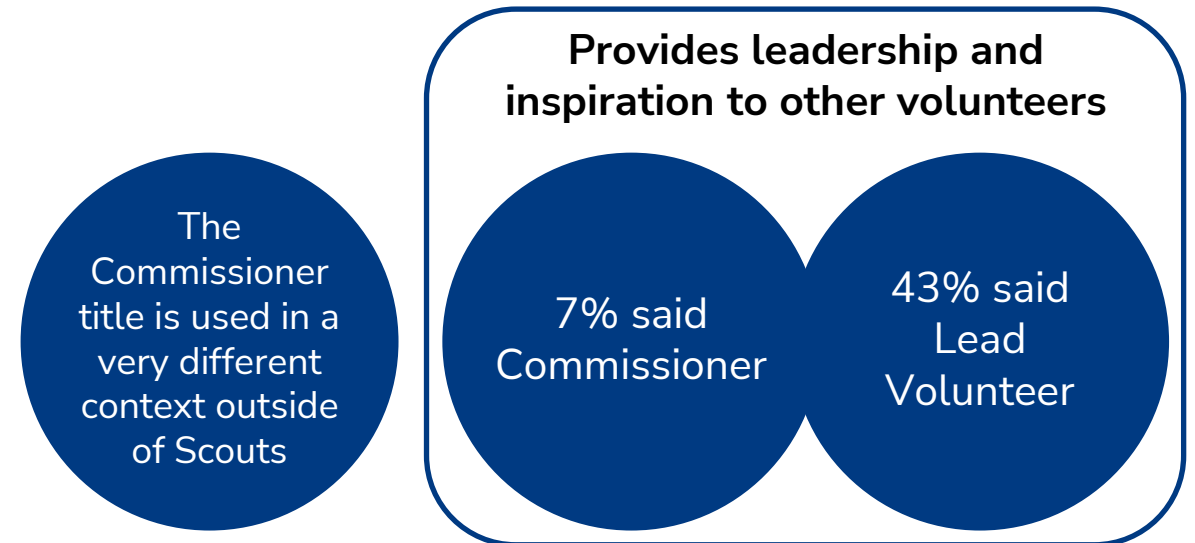 Provides leadership and
inspiration to other volunteers
The
Commissioner
title is used in a
very different
context outside
of Scouts
7% said
Commissioner
43% said
Lead
Volunteer